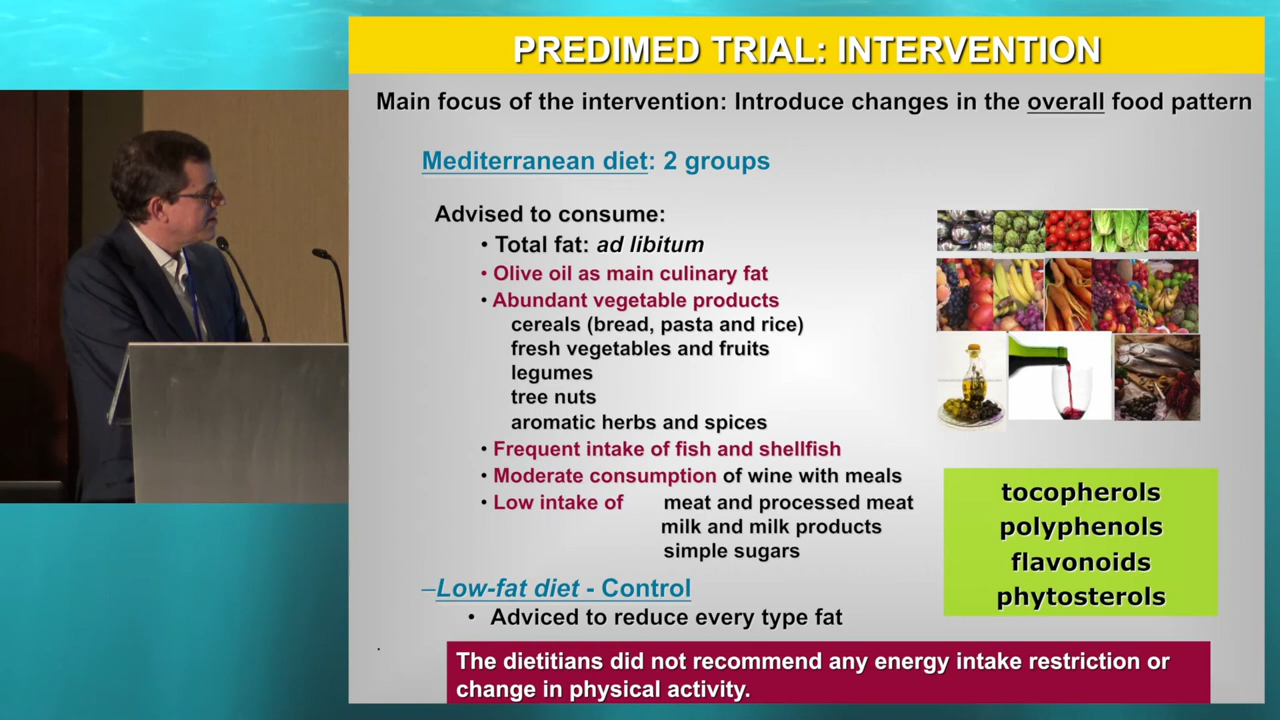 PREDIMED TRIAL: INTERVENTION
Main focus of the intervention: Introduce changes in the overall food pattern
Mediterranean diet: 2 groups
Advised to consume:
• Total fat: ad libitum
• Olive oil as main culinary fat
• Abundant vegetable products
cereals (bread, pasta and rice)
fresh vegetables and fruits
legumes
tree nuts
aromatic herbs and spices
• Frequent intake of fish and shellfish
• Moderate consumption of wine with meals
• Low intake of meat and processed meat
milk and milk products
simple sugars
–Low-fat diet - Control
• Adviced to reduce every type fat
.
The dietitians did not recommend any energy intake restriction or
change in physical activity.
tocopherols
polyphenols
flavonoids
phytosterols